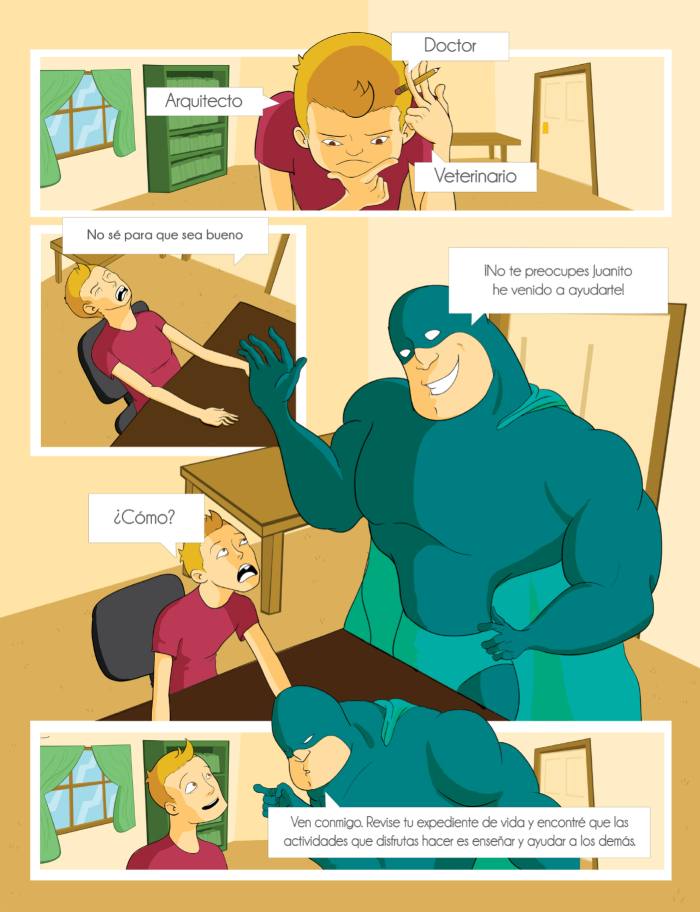 Doctor
Arquitecto
Veterinario
No sé para que sea bueno
¡No te preocupes Juanito
he venido a ayudarte!
¿Cómo?
Ven conmigo. Revise tu expediente de vida y encontré que las
actividades que disfrutas hacer es enseñar y ayudar a los demás.